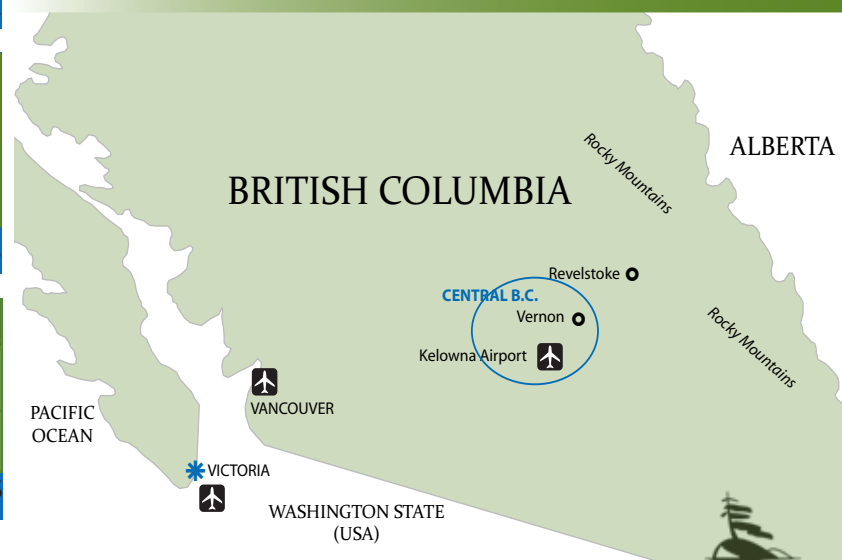 Rocky Mountains
ALBERTA
BRITISH COLUMBIA
Revelstoke
CENTRAL B.C.
Vernon
Rocky Mountains
Kelowna Airport
PACIFIC
OCEAN
VANCOUVER
VICTORIA
WASHINGTON STATE
(USA)